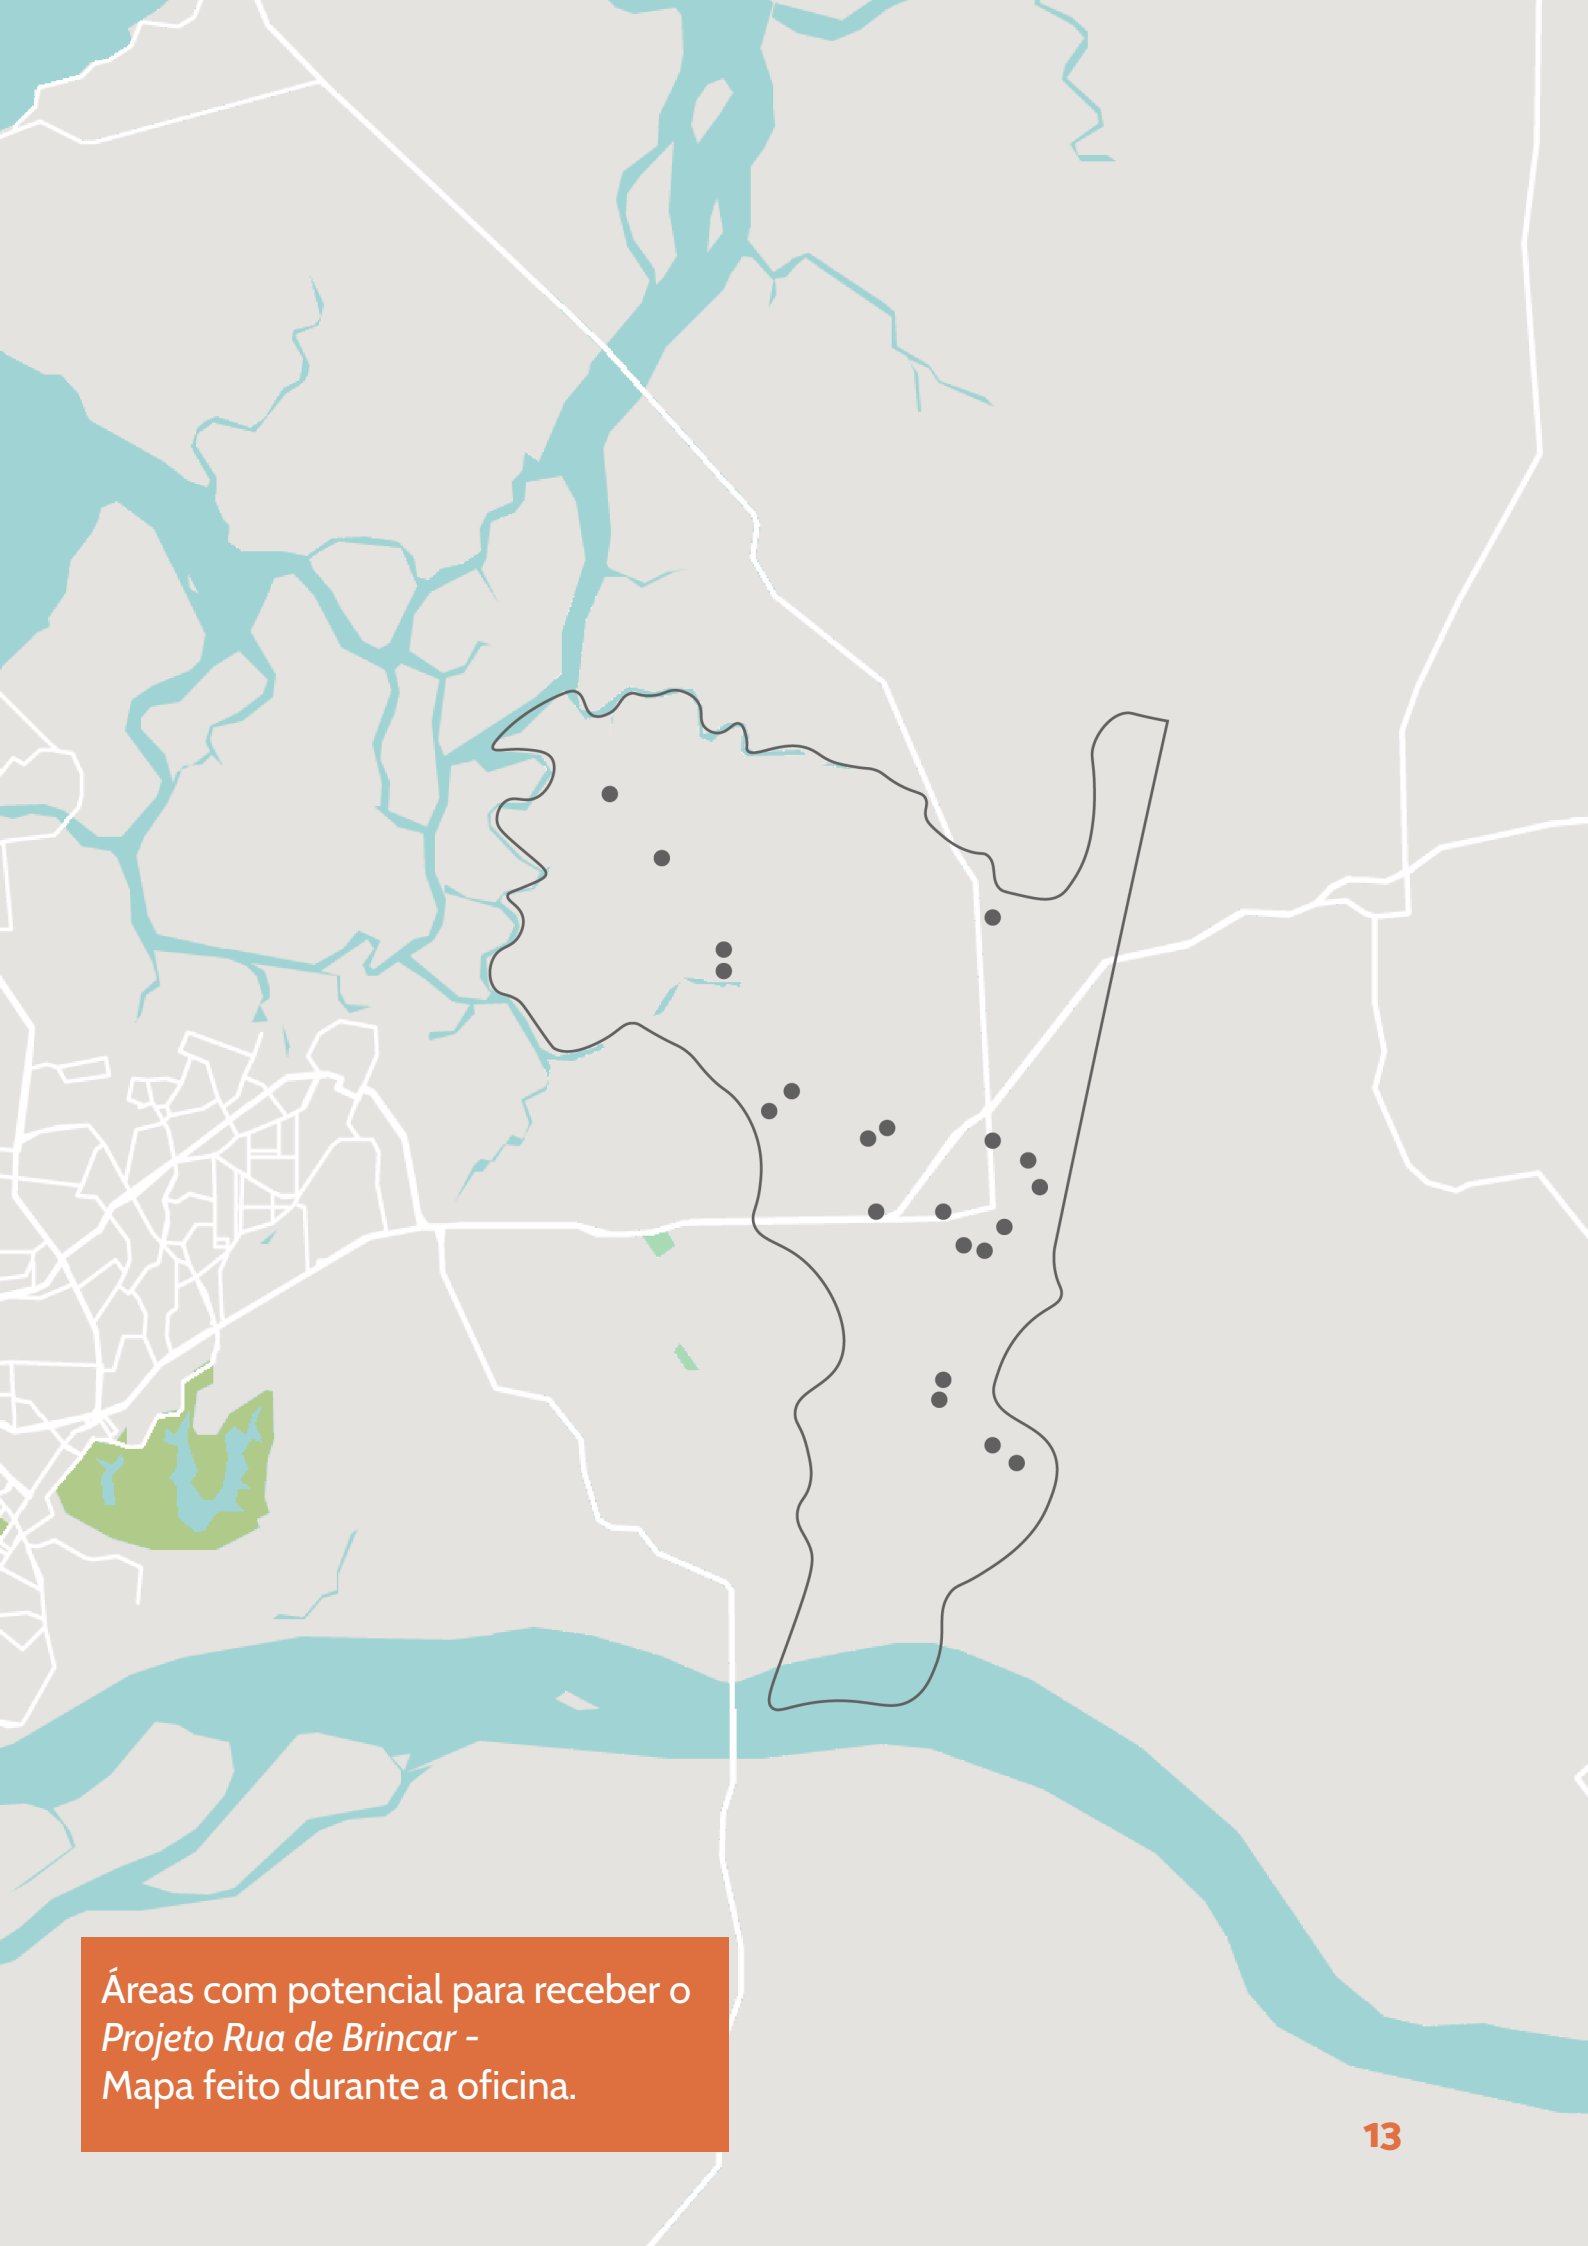 Áreas com potencial para receber o
Projeto Rua de Brincar -
Mapa feito durante a oficina.
13